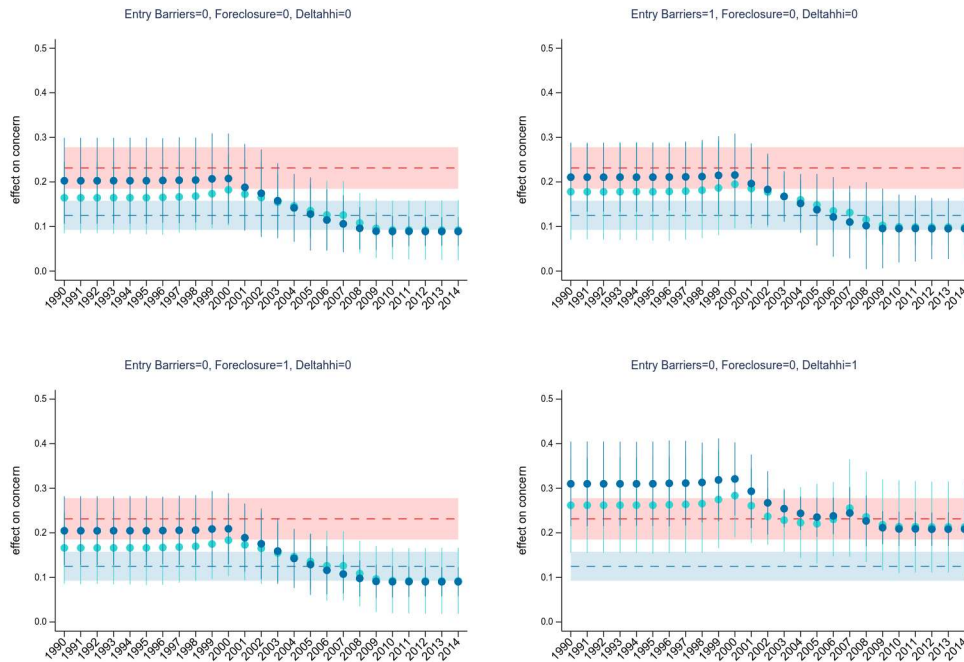 Entry Barriers=0, Foreclosure=0, Deltahhi=0
effect on concern
0.5
0.4
0.3
0.2
0.1
0.0
1990 1991 1992 1993 1994 1995 1996 1997 1998 1999 2000 2001 2002 2003 2004 2005 2006 2007 2008 2009 2010 2011 2012 2013 2014
Entry Barriers=1, Foreclosure=0, Deltahhi=0
effect on concern
0.5
0.4
0.3
0.2
0.1
0.0
1990 1991 1992 1993 1994 1995 1996 1997 1998 1999 2000 2001 2002 2003 2004 2005 2006 2007 2008 2009 2010 2011 2012 2013 2014
Entry Barriers=0, Foreclosure=1, Deltahhi=0
effect on concern
0.5
0.4
0.3
0.2
0.1
0.0
1990 1991 1992 1993 1994 1995 1996 1997 1998 1999 2000 2001 2002 2003 2004 2005 2006 2007 2008 2009 2010 2011 2012 2013 2014
Entry Barriers=0, Foreclosure=0, Deltahhi=1
effect on concern
0.5
0.4
0.3
0.2
0.1
0.0
1990 1991 1992 1993 1994 1995 1996 1997 1998 1999 2000 2001 2002 2003 2004 2005 2006 2007 2008 2009 2010 2011 2012 2013 2014